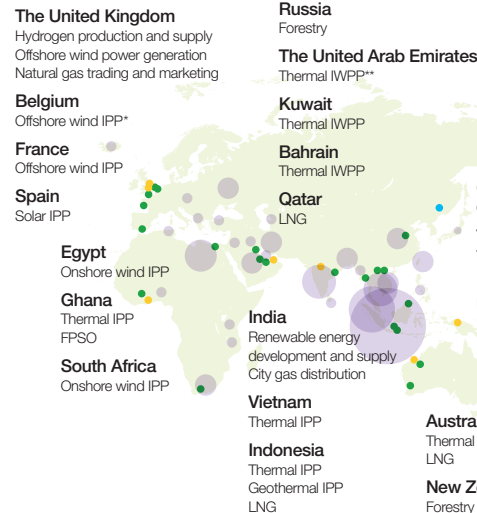 The United Kingdom
Hydrogen production and supply
Offshore wind power generation
Natural gas trading and marketing
Belgium
Offshore wind IPP*
France
Offshore wind IPP
Spain
Solar IPP
Egypt
Onshore wind IPP
Ghana
Thermal IPP
FPSO
South Africa
Onshore wind IPP
Russia
Forestry
The United Arab Emirates
Thermal IWPP**
Kuwait
Thermal IWPP
Bahrain
Thermal IWPP
Qatar
LNG
India
Renewable energy
development and supply
City gas distribution
Vietnam
Thermal IPP
Indonesia
Thermal IPP
Geothermal IPP
LNG
Austra
Thermal
LNG
New Z
Forestry